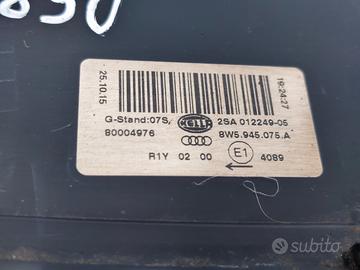 25.10.15
19:24:27
G-Stand:07S,
HELLA
2SA 012249-05
80004976
8W5.945.075.A
R1Y 02 00
E1
4089
subito